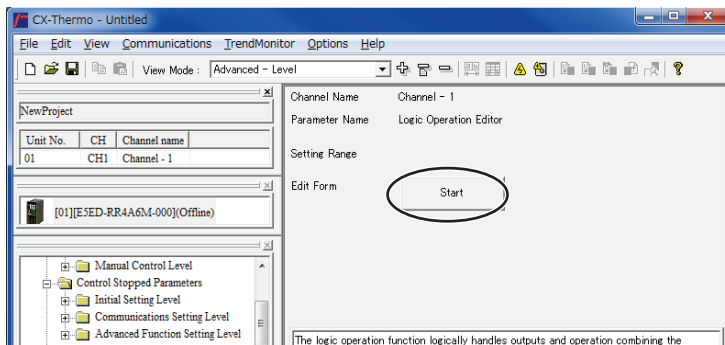 CX-Thermo - Untitled
File Edit View Communications TrendMonitor Options Help
View Mode : Advanced - Level
NewProject
Unit No. CH Channel name
01 CH1 Channel - 1
[01][E5ED-RR4A6M-000](Offline)
Manual Control Level
Control Stopped Parameters
Initial Setting Level
Communications Setting Level
Advanced Function Setting Level
Channel Name Channel - 1
Parameter Name Logic Operation Editor
Setting Range
Edit Form Start
The logic operation function logically handles outputs and operation combining the